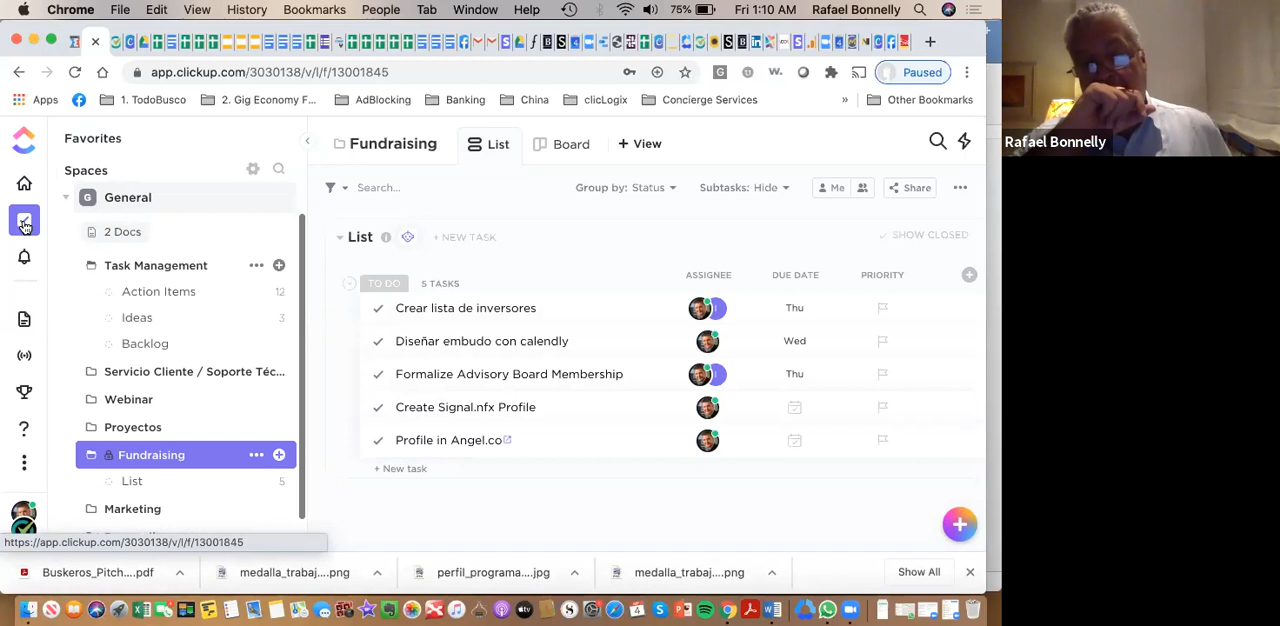 Chrome File Edit View History Bookmarks People Tab Window Help 75% Fri 1:10 AM Rafael Bonnelly
app.clickup.com/3030138/v/l/f/13001845 Paused
Apps 1. TodoBusco 2. Gig Economy F... AdBlocking Banking China clicLogix Concierge Services » Other Bookmarks
Rafael Bonnelly
Favorites
Spaces
G General
2 Docs
Task Management
Action Items 12
Ideas 3
Backlog
Servicio Cliente / Soporte Téc...
Webinar
Proyectos
Fundraising
List 5
Marketing
https://app.clickup.com/3030138/v/l/f/13001845
Fundraising List Board + View
Search... Group by: Status Subtasks: Hide Me Share
List + NEW TASK SHOW CLOSED
TO DO 5 TASKS ASSIGNEE DUE DATE PRIORITY
Crear lista de inversores Thu
Diseñar embudo con calendly Wed
Formalize Advisory Board Membership Thu
Create Signal.nfx Profile
Profile in Angel.co
+ New task
Buskeros_Pitch....pdf medalla_trabaj....png perfil_programa....jpg medalla_trabaj....png Show All